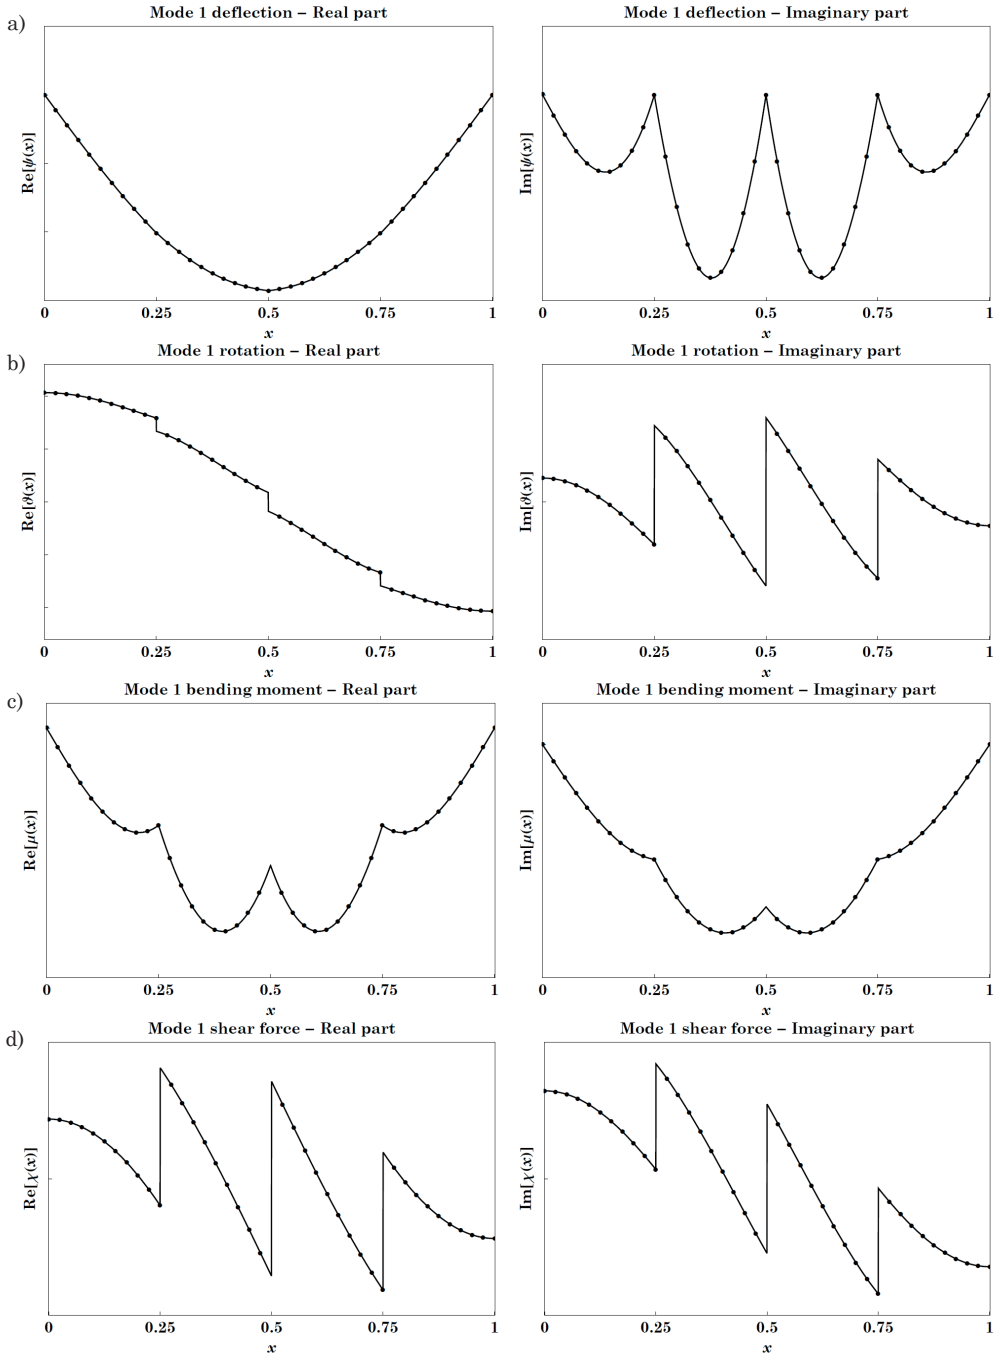 a)
Mode 1 deflection – Real part
Re[ψ(x)]
0 0.25 0.5 0.75 1
x
Mode 1 deflection – Imaginary part
Im[ψ(x)]
0 0.25 0.5 0.75 1
x
b)
Mode 1 rotation – Real part
Re[ϑ(x)]
0 0.25 0.5 0.75 1
x
Mode 1 rotation – Imaginary part
Im[ϑ(x)]
0 0.25 0.5 0.75 1
x
c)
Mode 1 bending moment – Real part
Re[μ(x)]
0 0.25 0.5 0.75 1
x
Mode 1 bending moment – Imaginary part
Im[μ(x)]
0 0.25 0.5 0.75 1
x
d)
Mode 1 shear force – Real part
Re[χ(x)]
0 0.25 0.5 0.75 1
x
Mode 1 shear force – Imaginary part
Im[χ(x)]
0 0.25 0.5 0.75 1
x